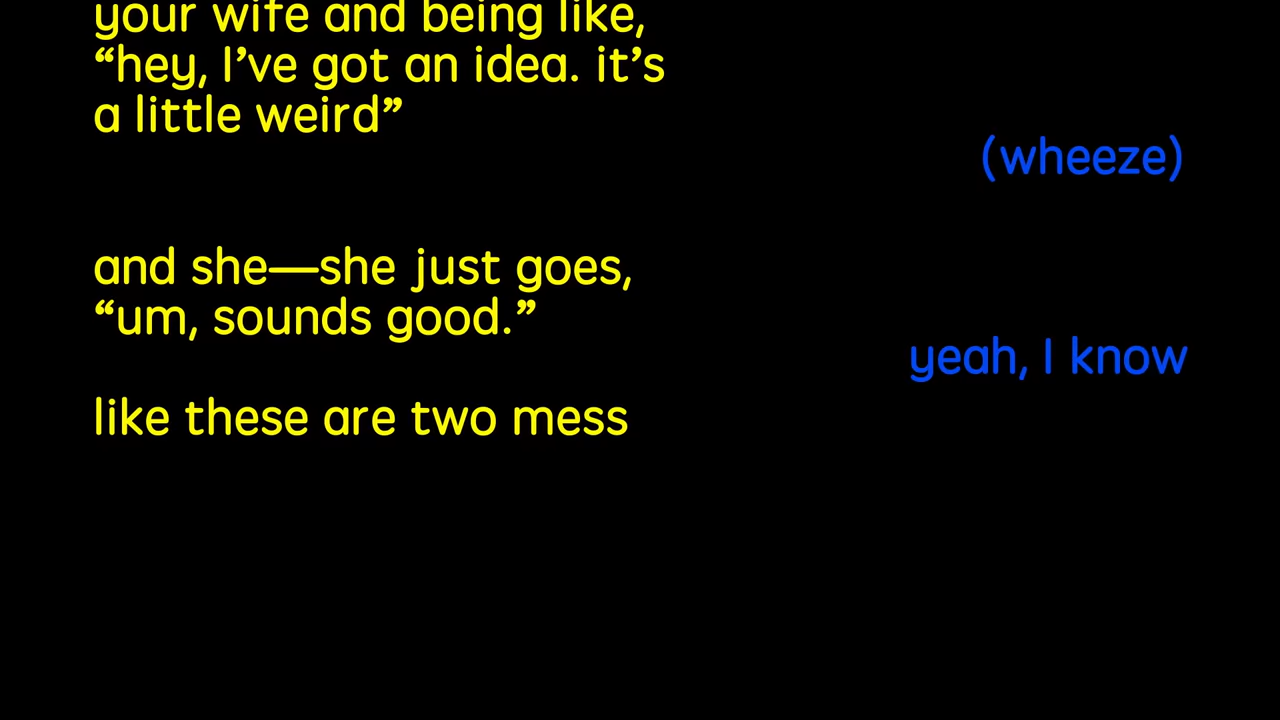 your wife and being like,
“hey, I’ve got an idea. it’s
a little weird”
(wheeze)
and she—she just goes,
“um, sounds good.”
yeah, I know
like these are two mess